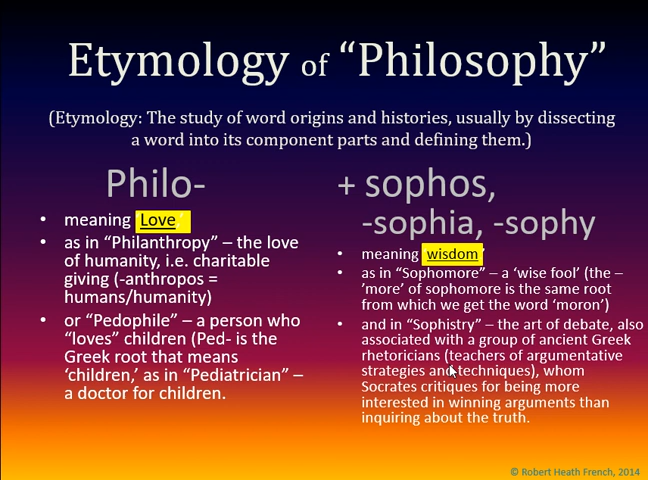 Etymology of “Philosophy”
(Etymology: The study of word origins and histories, usually by dissecting
a word into its component parts and defining them.)
Philo-
• meaning Love’
• as in “Philanthropy” – the love
of humanity, i.e. charitable
giving (-anthropos =
humans/humanity)
• or “Pedophile” – a person who
“loves” children (Ped- is the
Greek root that means
‘children,’ as in “Pediatrician” –
a doctor for children.
+ sophos,
-sophia, -sophy
• meaning wisdom’
• as in “Sophomore” – a ‘wise fool’ (the –
’more’ of sophomore is the same root
from which we get the word ‘moron’)
• and in “Sophistry” – the art of debate, also
associated with a group of ancient Greek
rhetoricians (teachers of argumentative
strategies and techniques), whom
Socrates critiques for being more
interested in winning arguments than
inquiring about the truth.
© Robert Heath French, 2014